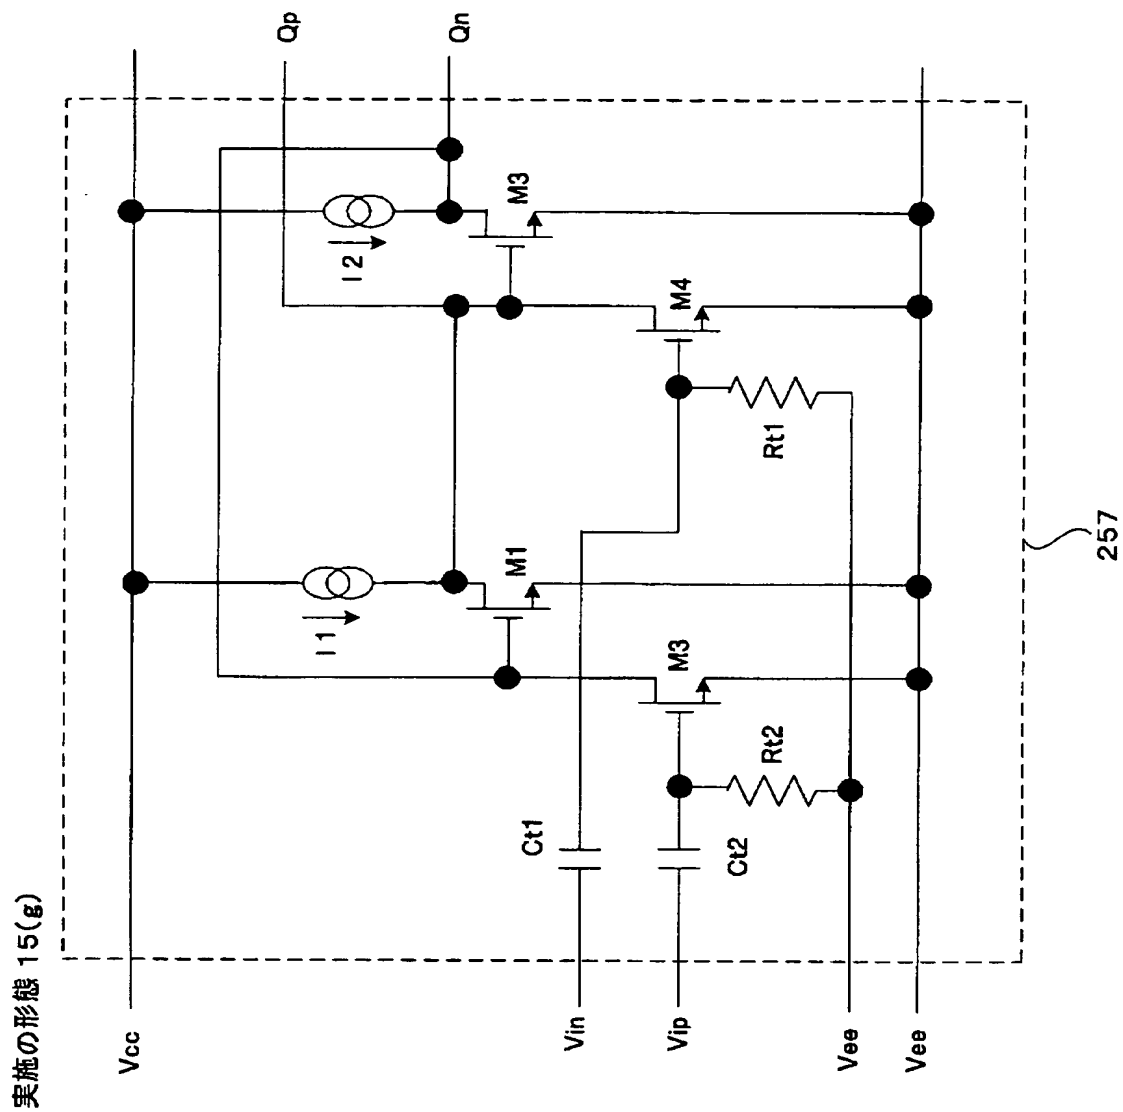 実施の形態 15(g)
Vcc
Vin
Vip
Vee
Vee
Ct1
Ct2
Rt2
M3
I1
M1
Rt1
M4
I2
M3
Qp
Qn
257